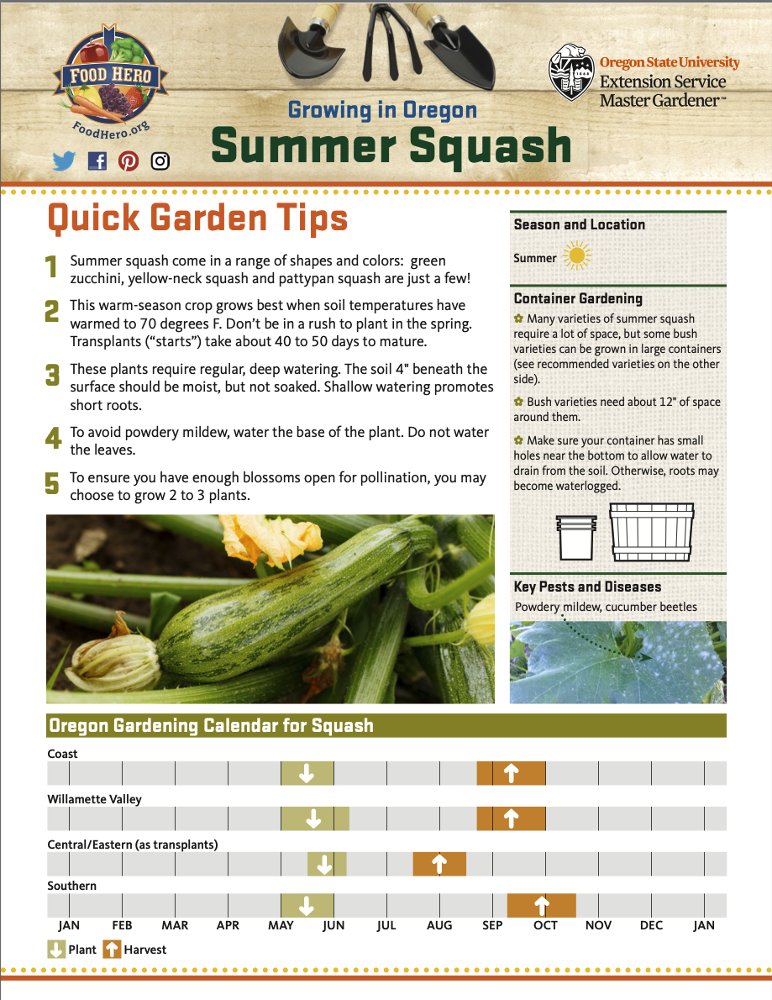 FOOD HERO
FoodHero.org
Oregon State University
Extension Service
Master Gardener™
Growing in Oregon
Summer Squash
Quick Garden Tips
1 Summer squash come in a range of shapes and colors: green
zucchini, yellow-neck squash and pattypan squash are just a few!
2 This warm-season crop grows best when soil temperatures have
warmed to 70 degrees F. Don’t be in a rush to plant in the spring.
Transplants (“starts”) take about 40 to 50 days to mature.
3 These plants require regular, deep watering. The soil 4" beneath the
surface should be moist, but not soaked. Shallow watering promotes
short roots.
4 To avoid powdery mildew, water the base of the plant. Do not water
the leaves.
5 To ensure you have enough blossoms open for pollination, you may
choose to grow 2 to 3 plants.
Season and Location
Summer
Container Gardening
Many varieties of summer squash
require a lot of space, but some bush
varieties can be grown in large containers
(see recommended varieties on the other
side).
Bush varieties need about 12" of space
around them.
Make sure your container has small
holes near the bottom to allow water to
drain from the soil. Otherwise, roots may
become waterlogged.
Key Pests and Diseases
Powdery mildew, cucumber beetles
Oregon Gardening Calendar for Squash
Coast
Willamette Valley
Central/Eastern (as transplants)
Southern
JAN FEB MAR APR MAY JUN JUL AUG SEP OCT NOV DEC JAN
Plant Harvest